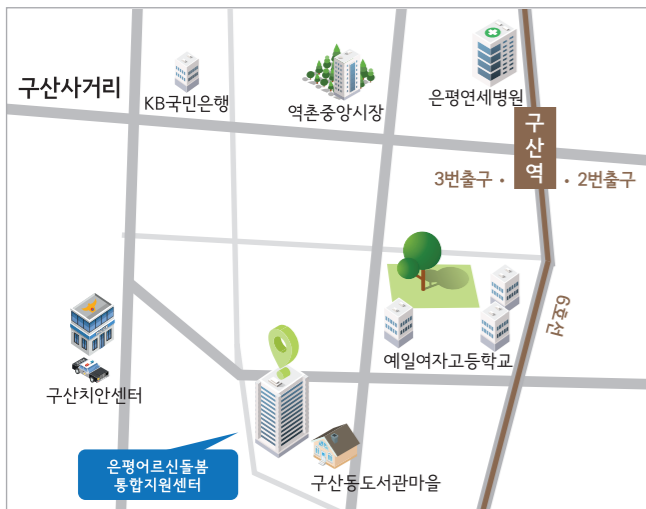 구산사거리
KB국민은행
역촌중앙시장
은평연세병원
구산역
3번출구
2번출구
6호선
예일여자고등학교
구산치안센터
은평어르신돌봄
통합지원센터
구산동도서관마을